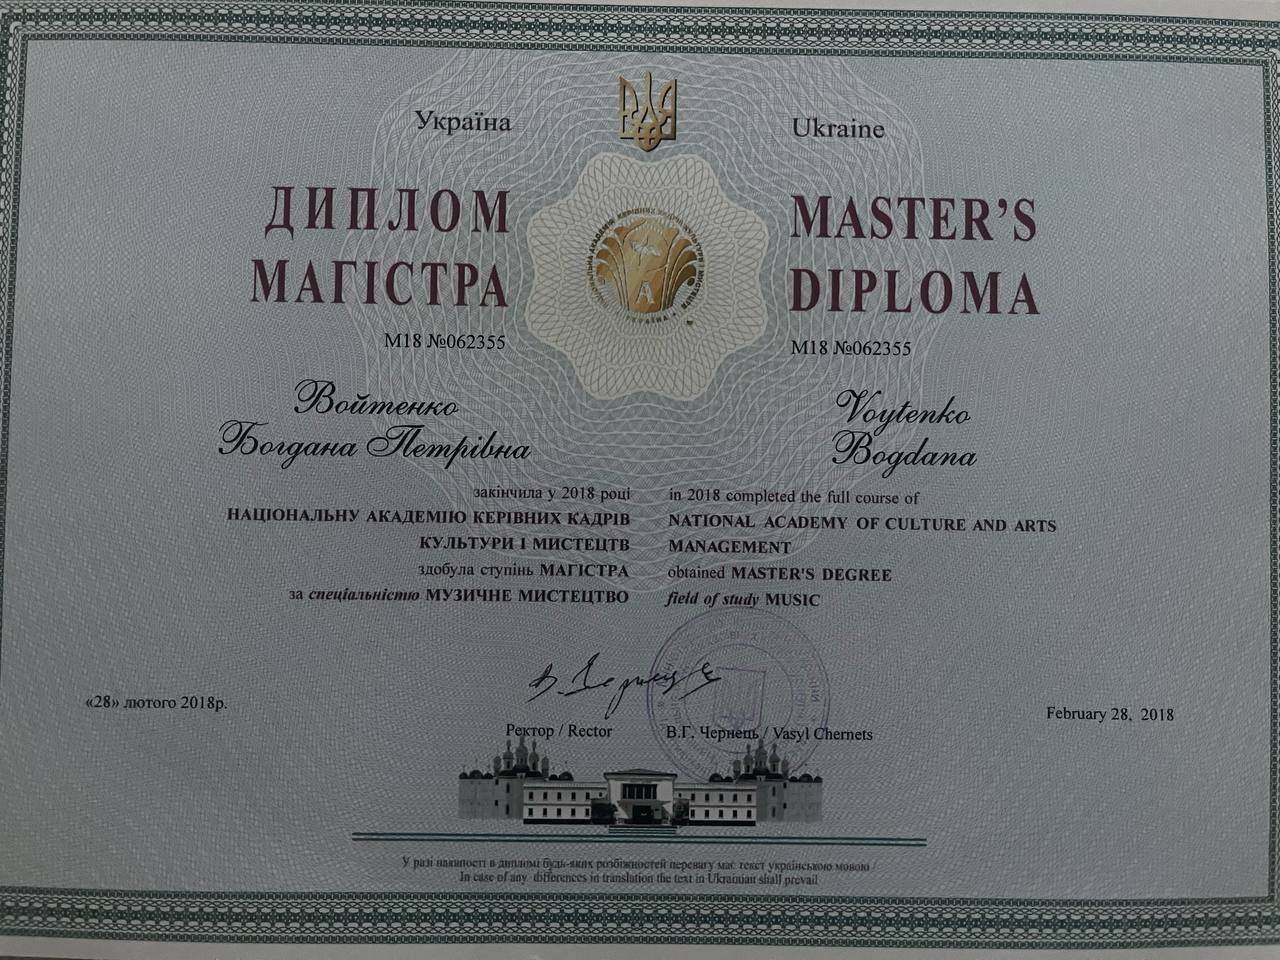 Україна
ДИПЛОМ
МАГІСТРА
М18 №062355
Войтенко
Богдана Петрівна
закінчила у 2018 році
НАЦІОНАЛЬНУ АКАДЕМІЮ КЕРІВНИХ КАДРІВ
КУЛЬТУРИ І МИСТЕЦТВ
здобула ступінь МАГІСТРА
за спеціальністю МУЗИЧНЕ МИСТЕЦТВО
Ukraine
MASTER'S
DIPLOMA
М18 №062355
Voytenko
Bogdana
in 2018 completed the full course of
NATIONAL ACADEMY OF CULTURE AND ARTS
MANAGEMENT
obtained MASTER'S DEGREE
field of study MUSIC
«28» лютого 2018р.
February 28, 2018
Ректор / Rector
В.Г. Чернець / Vasyl Chernets
У разі наявності в дипломі будь-яких розбіжностей перевагу має текст українською мовою /
In case of any differences in translation the text in Ukrainian shall prevail